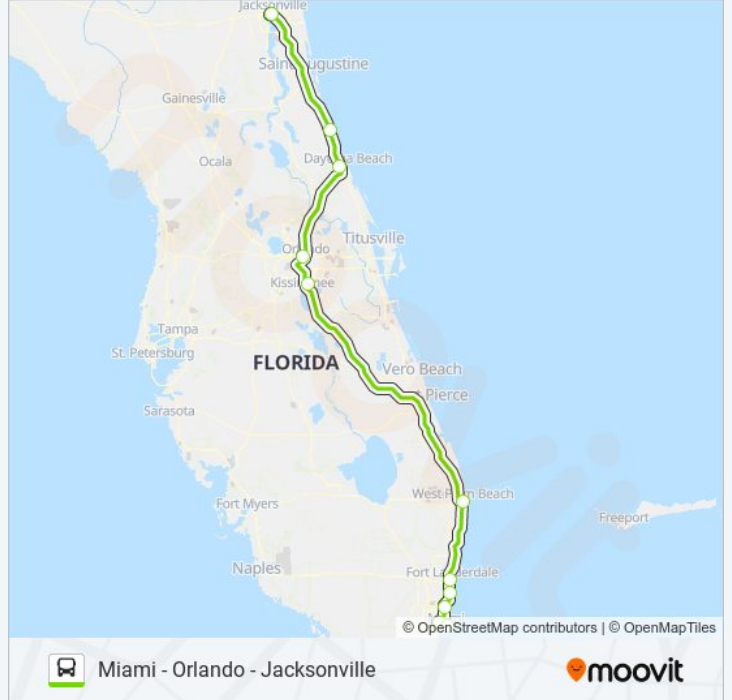 Jacksonville
Saint Augustine
Gainesville
Ocala
Daytona Beach
Titusville
Orlando
Kissimmee
Tampa
St. Petersburg
FLORIDA
Vero Beach
Pierce
Sarasota
West Palm Beach
Fort Myers
Freeport
Naples
Fort Lauderdale
© OpenStreetMap contributors | © OpenMapTiles
Miami - Orlando - Jacksonville
moovit